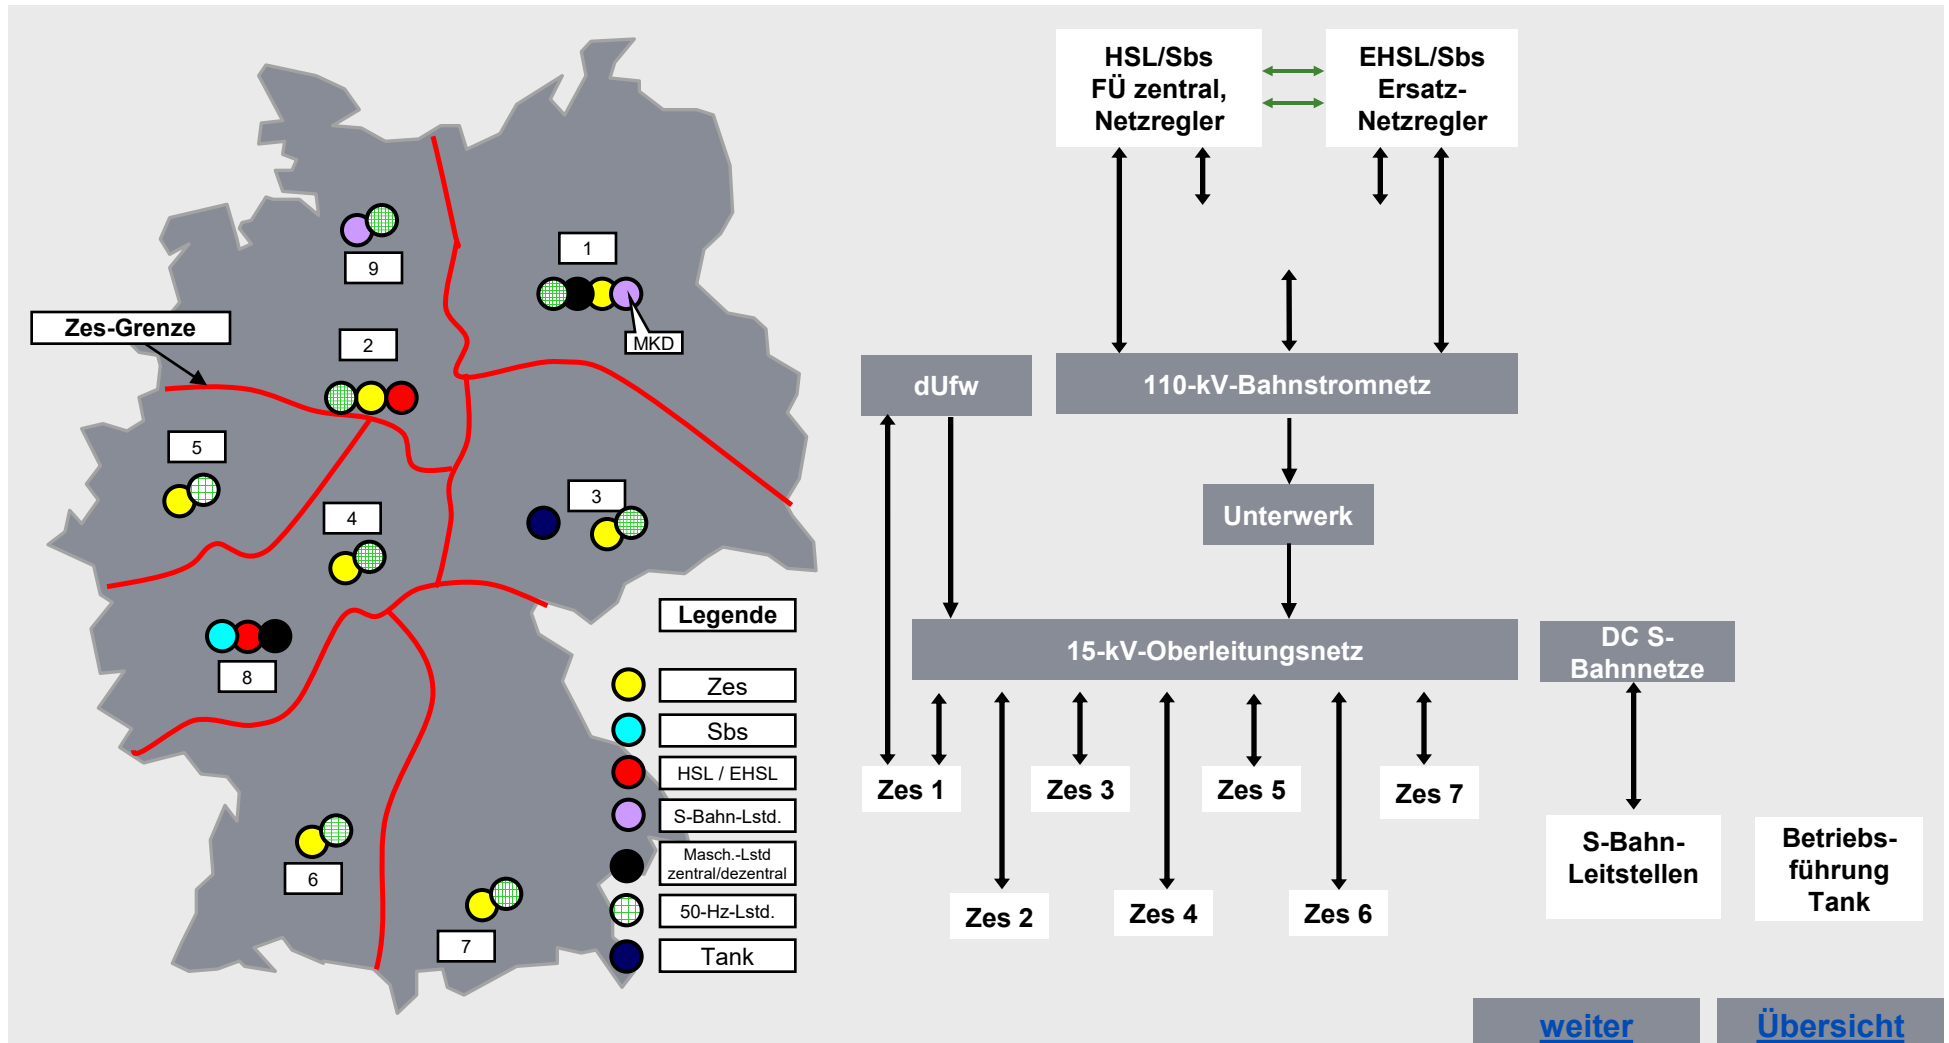 9
1
MKD
Zes-Grenze
2
5
4
3
8
6
7
Legende
Zes
Sbs
HSL / EHSL
S-Bahn-Lstd.
Masch.-Lstd
zentral/dezentral
50-Hz-Lstd.
Tank
HSL/Sbs
FÜ zentral,
Netzregler
EHSL/Sbs
Ersatz-
Netzregler
dUfw
110-kV-Bahnstromnetz
Unterwerk
15-kV-Oberleitungsnetz
DC S-
Bahnnetze
Zes 1
Zes 3
Zes 5
Zes 7
Zes 2
Zes 4
Zes 6
S-Bahn-
Leitstellen
Betriebs-
führung
Tank
weiter
Übersicht